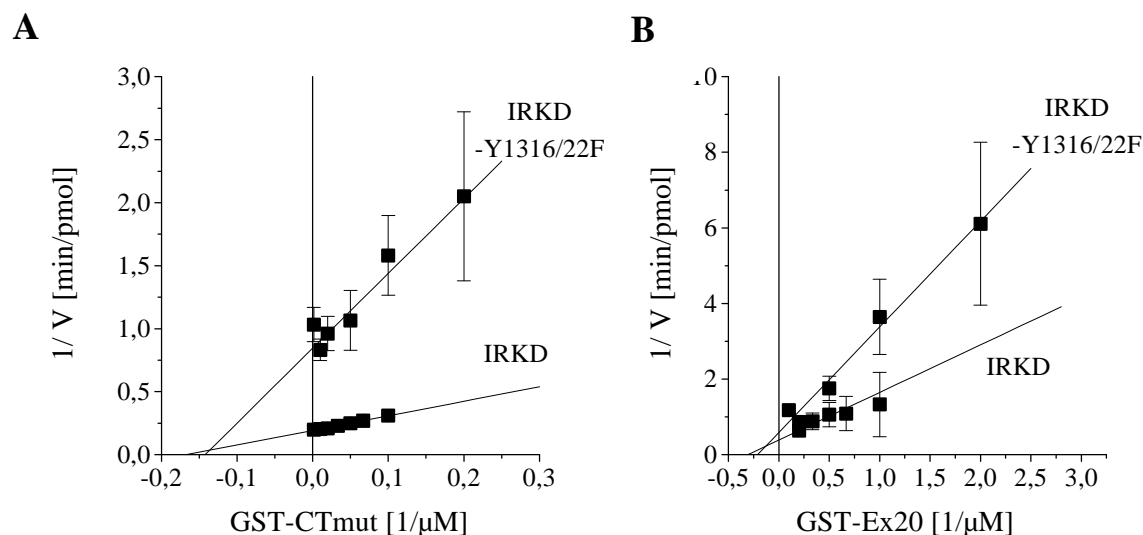 A
3,0
2,5
2,0
1,5
1,0
0,5
0,0
-0,2 -0,1 0,0 0,1 0,2 0,3
1/ V [min/pmol]
GST-CTmut [1/µM]
IRKD
-Y1316/22F
IRKD
B
0
8
6
4
2
0
-0,5 0,0 0,5 1,0 1,5 2,0 2,5 3,0
1/ V [min/pmol]
GST-Ex20 [1/µM]
IRKD
-Y1316/22F
IRKD